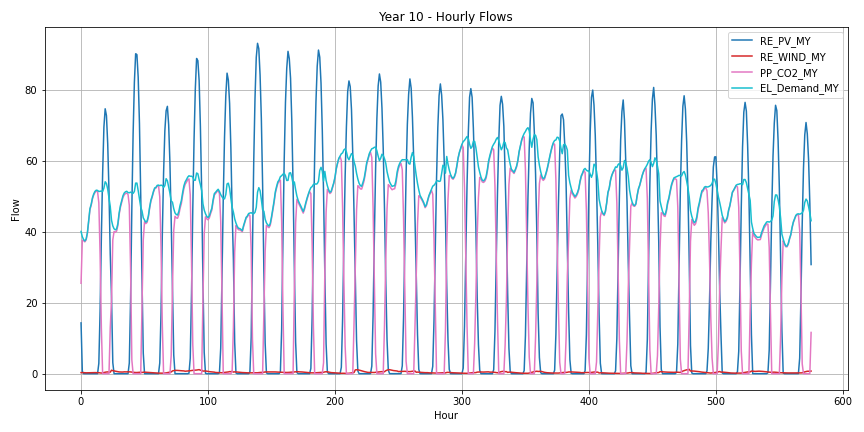 Year 10 - Hourly Flows
RE_PV_MY
RE_WIND_MY
PP_CO2_MY
EL_Demand_MY
80
60
40
20
0
Flow
0 100 200 300 400 500 600
Hour